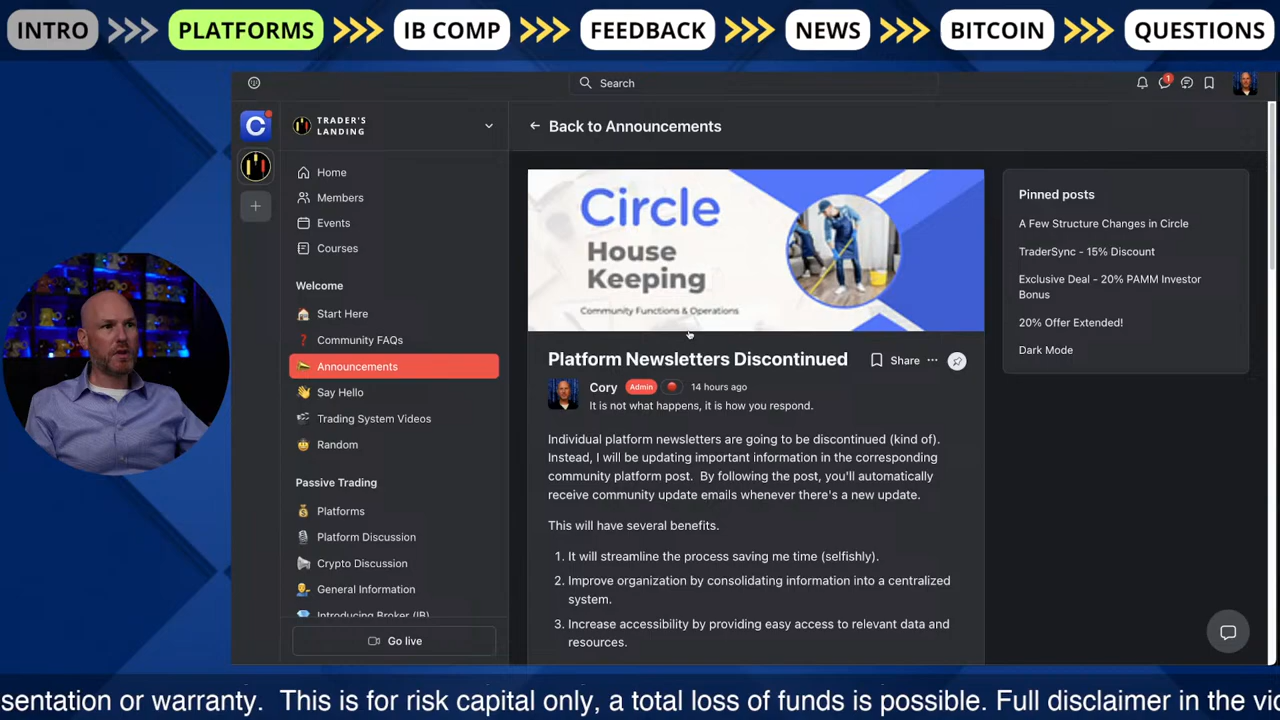 INTRO >>> PLATFORMS >>> IB COMP >>> FEEDBACK >>> NEWS >>> BITCOIN >>> QUESTIONS
Search
1
TRADER'S
LANDING
Home
Members
Events
Courses
Welcome
Start Here
Community FAQs
Announcements
Say Hello
Trading System Videos
Random
Passive Trading
Platforms
Platform Discussion
Crypto Discussion
General Information
Introducing Broker (IB)
Go live
Back to Announcements
Circle
House
Keeping
Community Functions & Operations
Platform Newsletters Discontinued
Share
Cory Admin 14 hours ago
It is not what happens, it is how you respond.
Individual platform newsletters are going to be discontinued (kind of).
Instead, I will be updating important information in the corresponding
community platform post. By following the post, you'll automatically
receive community update emails whenever there's a new update.
This will have several benefits.
1. It will streamline the process saving me time (selfishly).
2. Improve organization by consolidating information into a centralized
system.
3. Increase accessibility by providing easy access to relevant data and
resources.
Pinned posts
A Few Structure Changes in Circle
TraderSync - 15% Discount
Exclusive Deal - 20% PAMM Investor
Bonus
20% Offer Extended!
Dark Mode
sentation or warranty. This is for risk capital only, a total loss of funds is possible. Full disclaimer in the vi